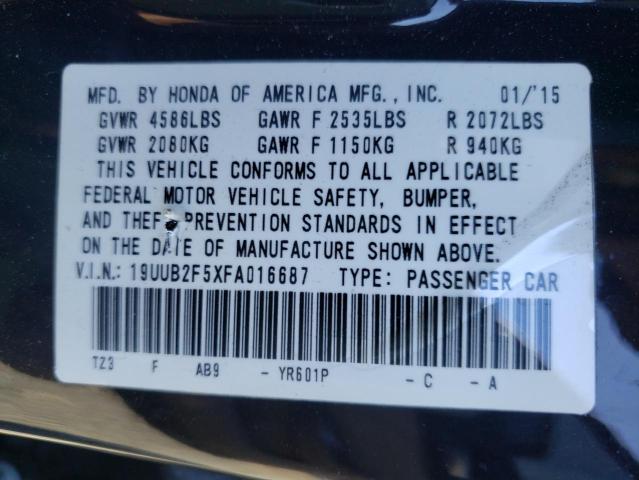 MFD. BY HONDA OF AMERICA MFG., INC. 01/'15
GVWR 4586LBS GAWR F 2535LBS R 2072LBS
GVWR 2080KG GAWR F 1150KG R 940KG
THIS VEHICLE CONFORMS TO ALL APPLICABLE
FEDERAL MOTOR VEHICLE SAFETY, BUMPER,
AND THEFT PREVENTION STANDARDS IN EFFECT
ON THE DATE OF MANUFACTURE SHOWN ABOVE.
V.I.N.: 19UUB2F5XFA016687 TYPE: PASSENGER CAR
TZ3 F AB9 - YR601P - C - A